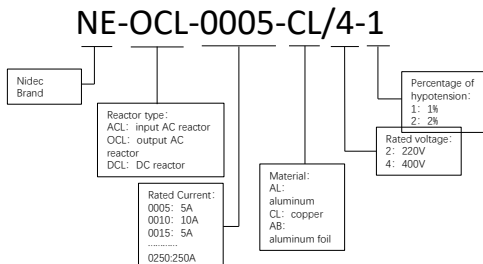 NE-OCL-0005-CL/4-1
Nidec
Brand
Reactor type：
ACL：input AC reactor
OCL：output AC
reactor
DCL：DC reactor
Rated Current：
0005：5A
0010：10A
0015：5A
…………
0250:250A
Material：
AL：
aluminum
CL：copper
AB：
aluminum foil
Percentage of
hypotension：
1：1%
2：2%
Rated voltage：
2：220V
4：400V